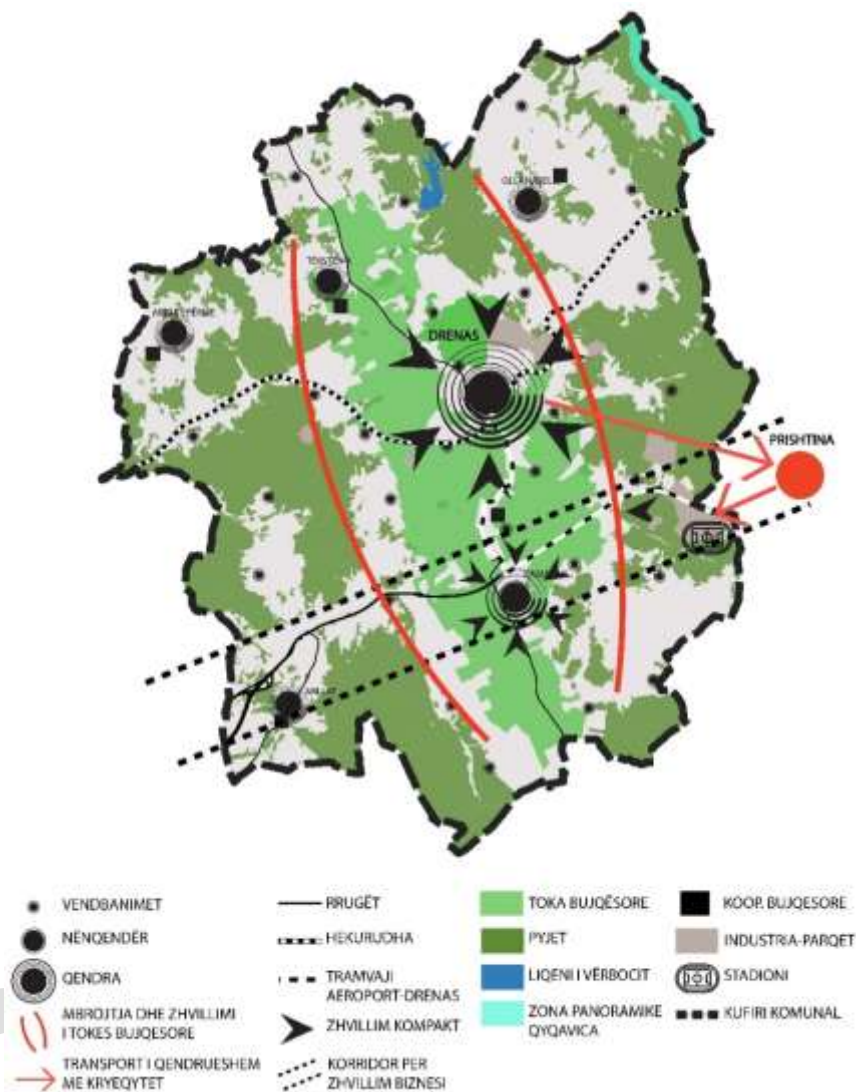 DRENAS
PRISHTINA
VENDBANIMET
NËNQENDËR
QENDRA
MBROJTJA DHE ZHVILLIMI
I TOKES BUJQESORE
TRANSPORT I QENDRUESHEM
ME KRYEQYTET
RRUGËT
HEKURUDHA
TRAMVAJI
AEROPORT-DRENAS
ZHVILLIM KOMPAKT
KORRIDOR PER
ZHVILLIM BIZNESI
TOKA BUJQËSORE
PYJET
LIQENI I VËRBOCIT
ZONA PANORAMIKE
QYQAVICA
KOOP. BUJQESORE
INDUSTRIA-PARQET
STADIONI
KUFIRI KOMUNAL